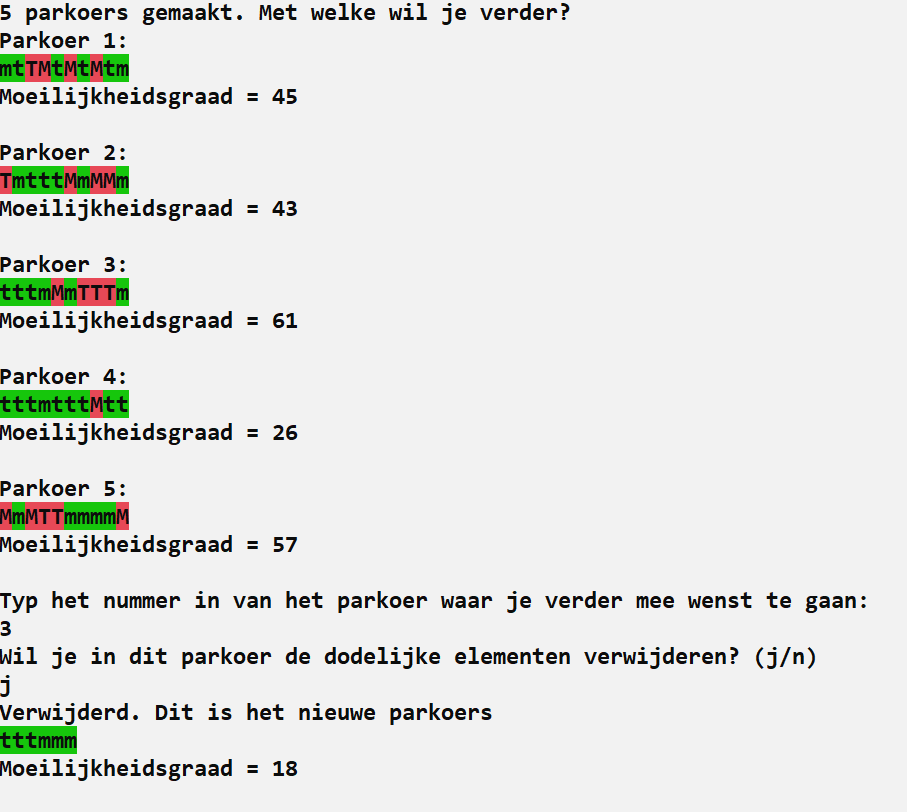 5 parkoers gemaakt. Met welke wil je verder?
Parkoer 1:
mtTMtMtMtm
Moeilijkheidsgraad = 45
Parkoer 2:
TmtttMmMMm
Moeilijkheidsgraad = 43
Parkoer 3:
tttmMmTTTm
Moeilijkheidsgraad = 61
Parkoer 4:
tttmtttMtt
Moeilijkheidsgraad = 26
Parkoer 5:
MmMTTmmmmM
Moeilijkheidsgraad = 57
Typ het nummer in van het parkoer waar je verder mee wenst te gaan:
3
Wil je in dit parkoer de dodelijke elementen verwijderen? (j/n)
j
Verwijderd. Dit is het nieuwe parkoers
tttmmm
Moeilijkheidsgraad = 18